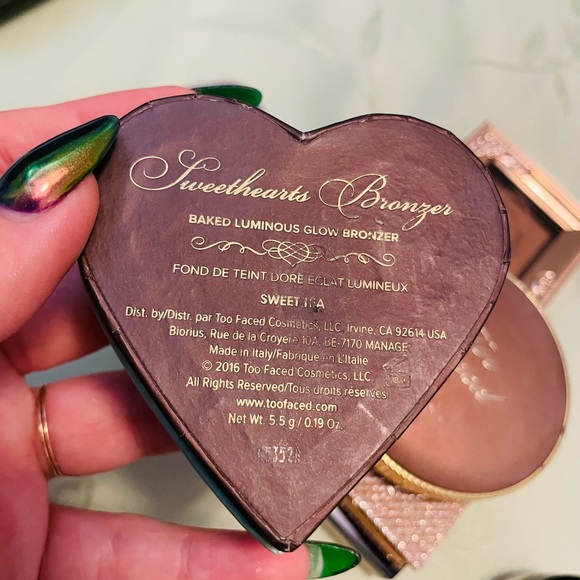 Sweethearts Bronzer
BAKED LUMINOUS GLOW BRONZER
FOND DE TEINT DORÉ ÉCLAT LUMINEUX
SWEET TEA
Dist. by/Distr. par Too Faced Cosmetics, LLC, Irvine, CA 92614 USA
Biorius, Rue de la Croyere 10A, BE-7170 MANAGE
Made in Italy/Fabriqué en L'Italie
© 2016 Too Faced Cosmetics, LLC
All Rights Reserved/Tous droits réservés
www.toofaced.com
Net Wt. 5.5 g / 0.19 Oz.